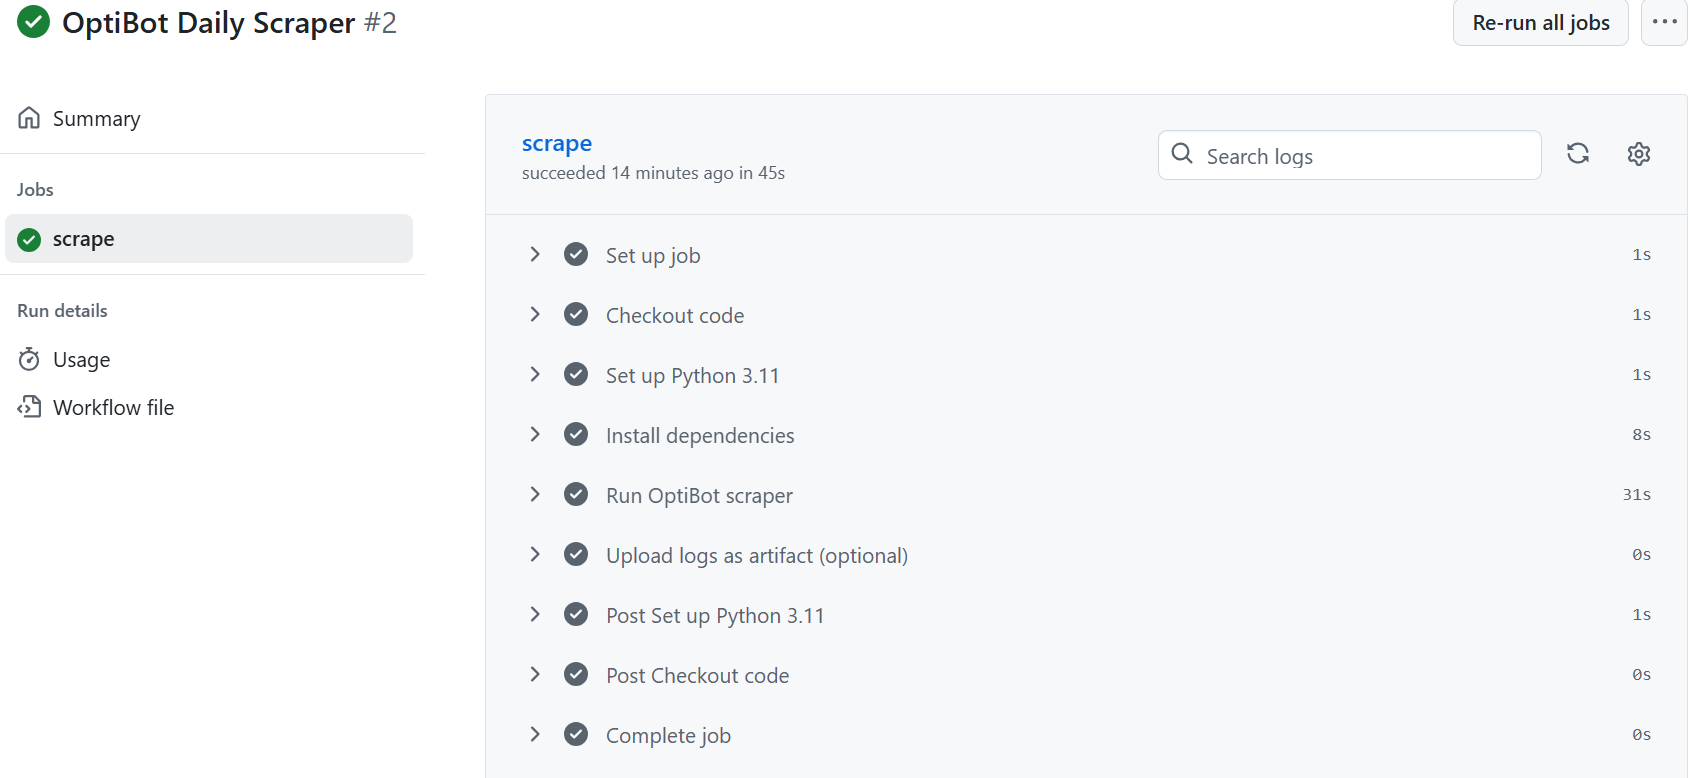 OptiBot Daily Scraper #2
Re-run all jobs
Summary
Jobs
scrape
Run details
Usage
Workflow file
scrape
succeeded 14 minutes ago in 45s
Search logs
Set up job 1s
Checkout code 1s
Set up Python 3.11 1s
Install dependencies 8s
Run OptiBot scraper 31s
Upload logs as artifact (optional) 0s
Post Set up Python 3.11 1s
Post Checkout code 0s
Complete job 0s